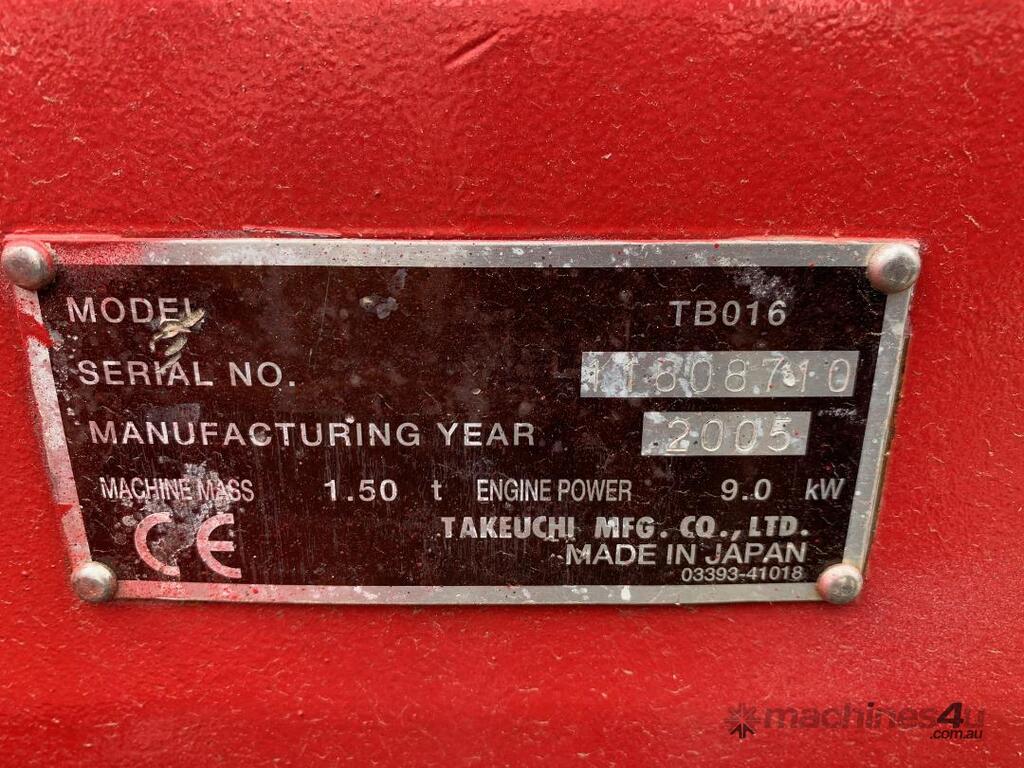 MODEL TB016
SERIAL NO. 11808710
MANUFACTURING YEAR 2005
MACHINE MASS 1.50 t ENGINE POWER 9.0 kW
CE TAKEUCHI MFG. CO., LTD.
MADE IN JAPAN
03393-41018
machines4u
.com.au